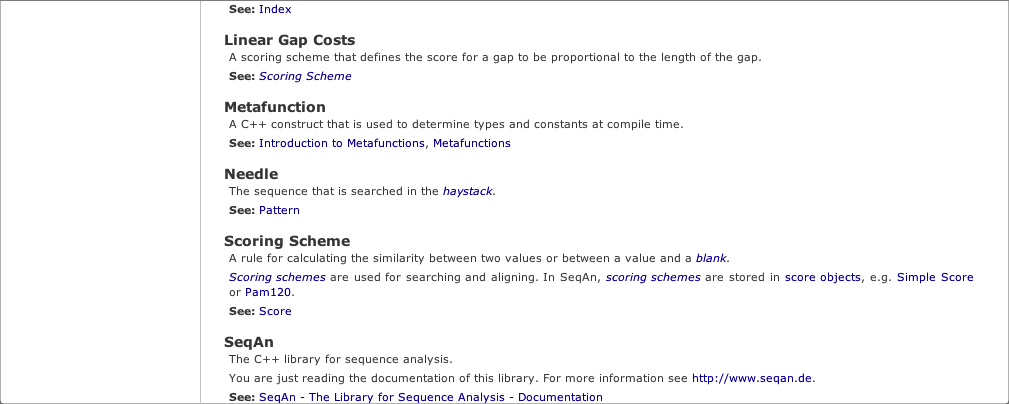 See: Index
Linear Gap Costs
A scoring scheme that defines the score for a gap to be proportional to the length of the gap.
See: Scoring Scheme
Metafunction
A C++ construct that is used to determine types and constants at compile time.
See: Introduction to Metafunctions, Metafunctions
Needle
The sequence that is searched in the haystack.
See: Pattern
Scoring Scheme
A rule for calculating the similarity between two values or between a value and a blank.
Scoring schemes are used for searching and aligning. In SeqAn, scoring schemes are stored in score objects, e.g. Simple Score
or Pam120.
See: Score
SeqAn
The C++ library for sequence analysis.
You are just reading the documentation of this library. For more information see http://www.seqan.de.
See: SeqAn - The Library for Sequence Analysis - Documentation